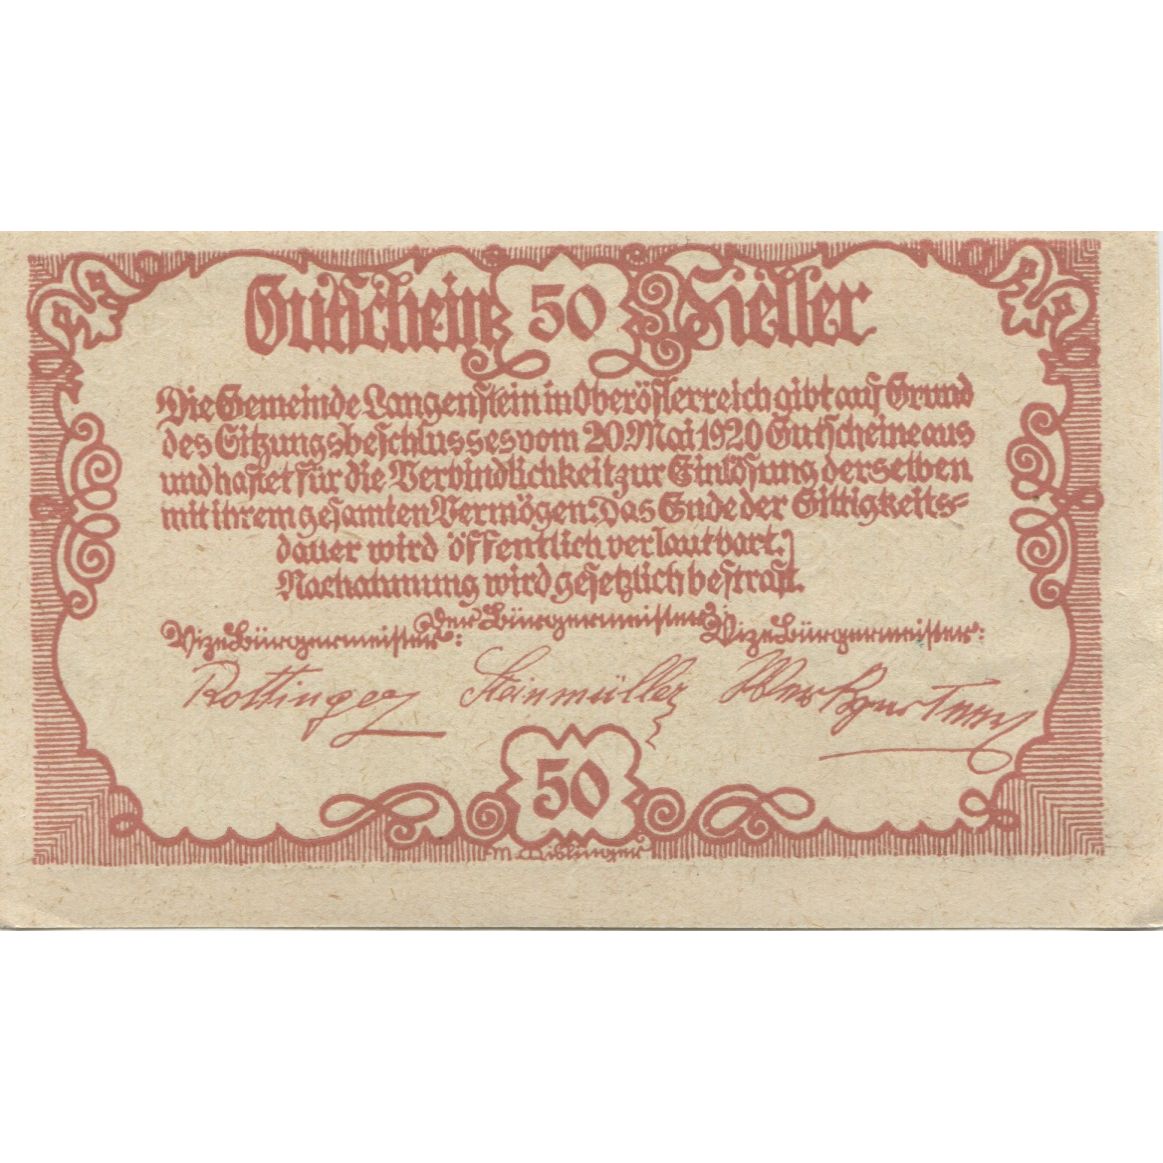 Gutschein 50 Heller
Die Gemeinde Langenstein in Oberösterreich gibt auf Grund
des Sitzungsbeschlusses vom 20. Mai 1920 Gutscheine aus
und haftet für die Verbindlichkeit zur Einlösung derselben
mit ihrem gesamten Vermögen. Das Ende der Giltigkeits-
dauer wird öffentlich verlautbart.
Nachahmung wird gesetzlich bestraft.
Vizebürgermeister: Der Bürgermeister: Vizebürgermeister:
Rottinger Steinmüller
50